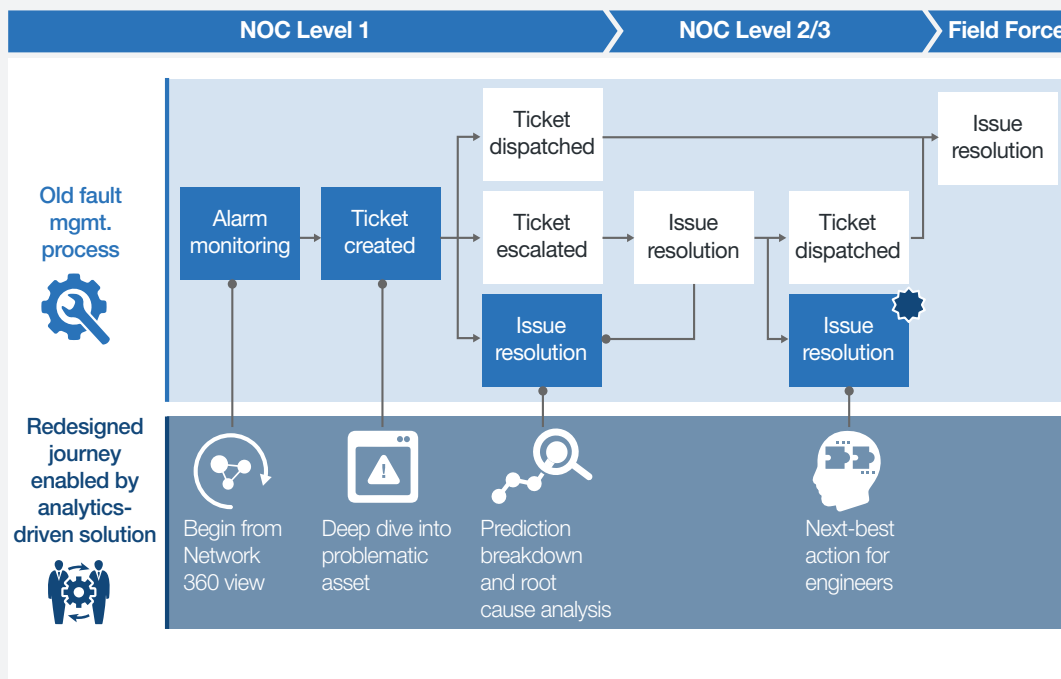 NOC Level 1
NOC Level 2/3
Field Force
Old fault
mgmt.
process
Alarm
monitoring
Ticket
created
Ticket
dispatched
Ticket
escalated
Issue
resolution
Issue
resolution
Ticket
dispatched
Issue
resolution
Issue
resolution
Redesigned
journey
enabled by
analytics-
driven solution
Begin from
Network
360 view
Deep dive into
problematic
asset
Prediction
breakdown
and root
cause analysis
Next-best
action for
engineers